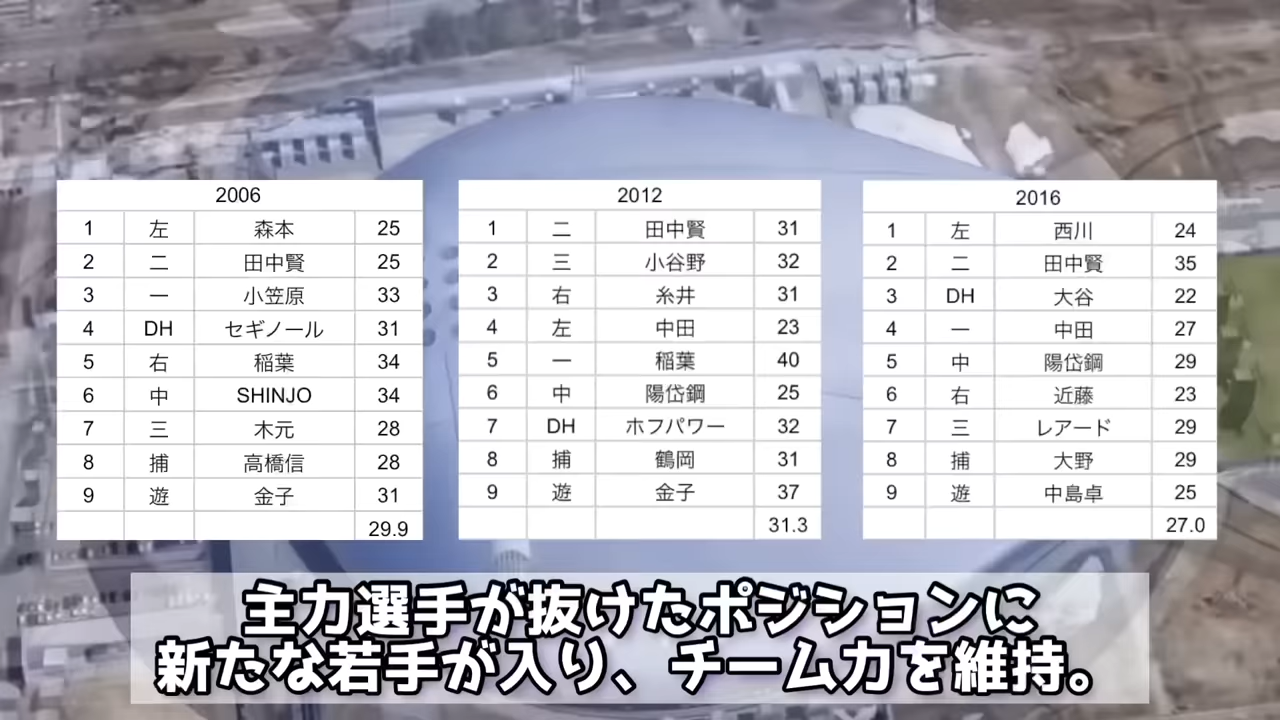 2006
1 左 森本 25
2 二 田中賢 25
3 一 小笠原 33
4 DH セギノール 31
5 右 稲葉 34
6 中 SHINJO 34
7 三 木元 28
8 捕 高橋信 28
9 遊 金子 31
29.9
2012
1 二 田中賢 31
2 三 小谷野 32
3 右 糸井 31
4 左 中田 23
5 一 稲葉 40
6 中 陽岱鋼 25
7 DH ホフパワー 32
8 捕 鶴岡 31
9 遊 金子 37
31.3
2016
1 左 西川 24
2 二 田中賢 35
3 DH 大谷 22
4 一 中田 27
5 中 陽岱鋼 29
6 右 近藤 23
7 三 レアード 29
8 捕 大野 29
9 遊 中島卓 25
27.0
主力選手が抜けたポジションに
新たな若手が入り、チーム力を維持。